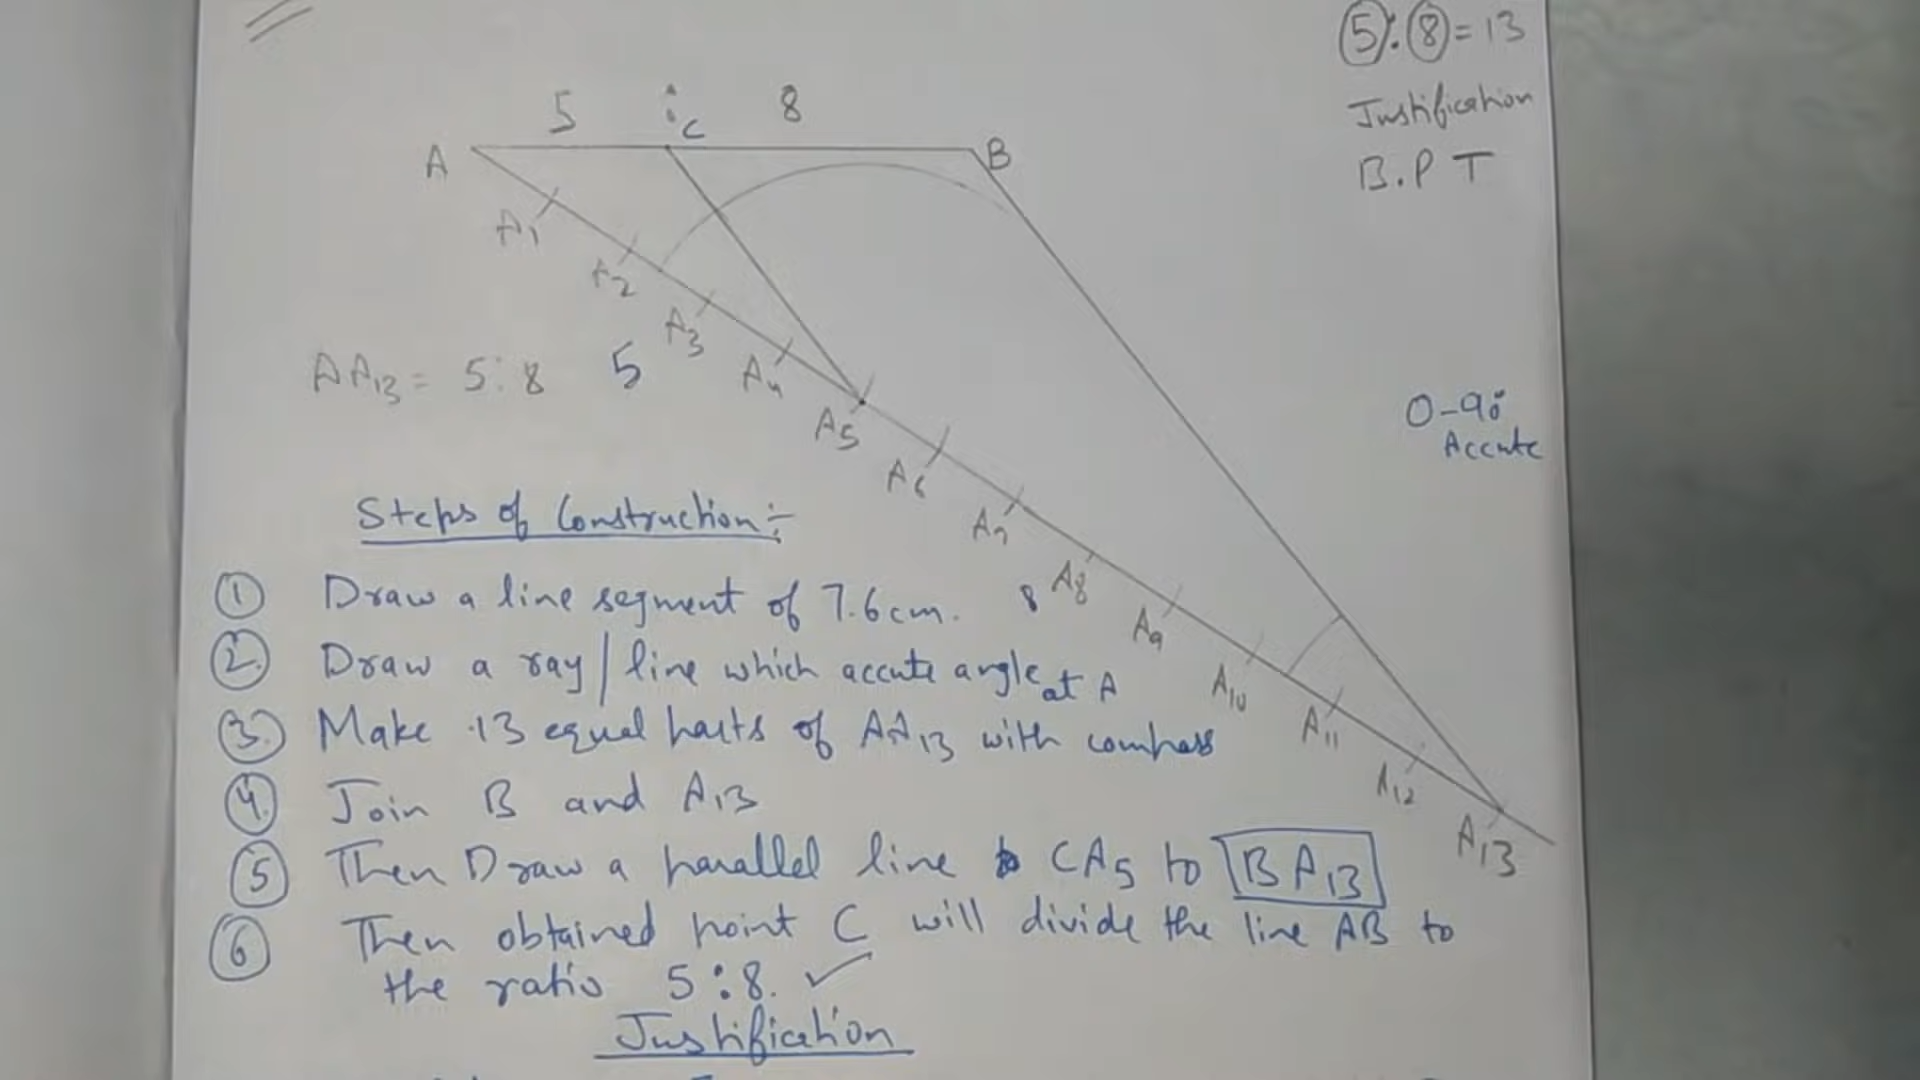 5 : 8 = 13
Justification
B.P T
5 : C 8
A B
A1
A2
A3
A4
A5
A6
A7
A8
A9
A10
A11
A12
A13
AA13 = 5:8 5
0-90°
Accute
Steps of Construction:-
1 Draw a line segment of 7.6cm. 8
2. Draw a ray/line which accute angle at A
3. Make 13 equal parts of AA13 with compass
4. Join B and A13
5 Then Draw a parallel line CA5 to BA13
6 Then obtained point C will divide the line AB to
the ratio 5:8. ✓
Justification